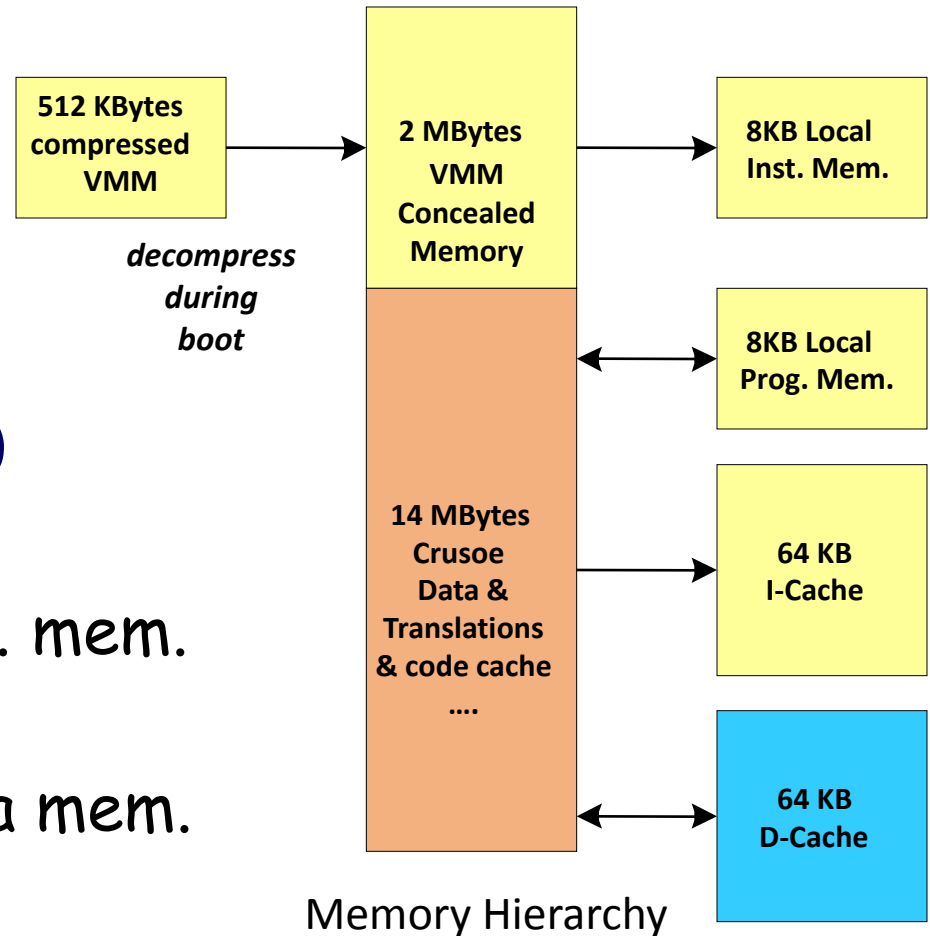 512 KBytes
compressed
VMM
decompress
during
boot
2 MBytes
VMM
Concealed
Memory
14 MBytes
Crusoe
Data &
Translations
& code cache
....
8KB Local
Inst. Mem.
8KB Local
Prog. Mem.
64 KB
I-Cache
64 KB
D-Cache
)
. mem.
a mem.
Memory Hierarchy